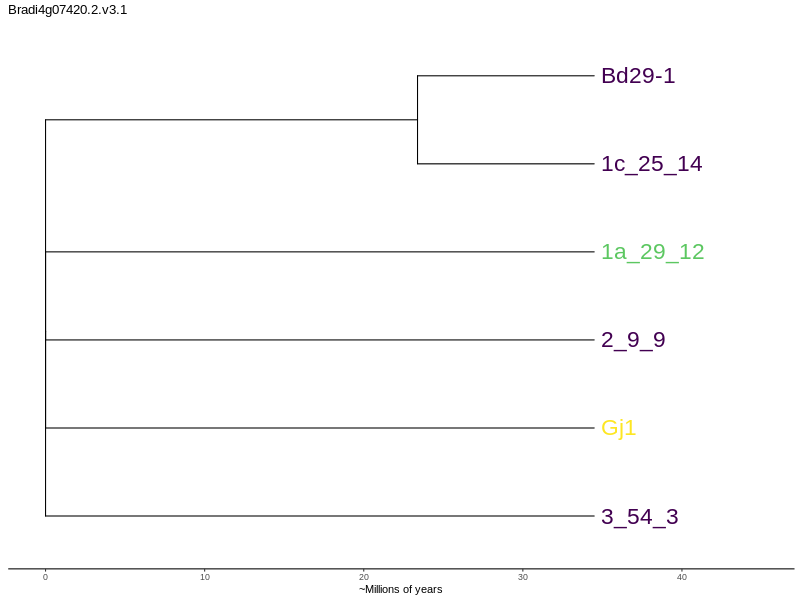 Bradi4g07420.2.v3.1
Bd29-1
1c_25_14
1a_29_12
2_9_9
Gj1
3_54_3
0 10 20 30 40
~Millions of years